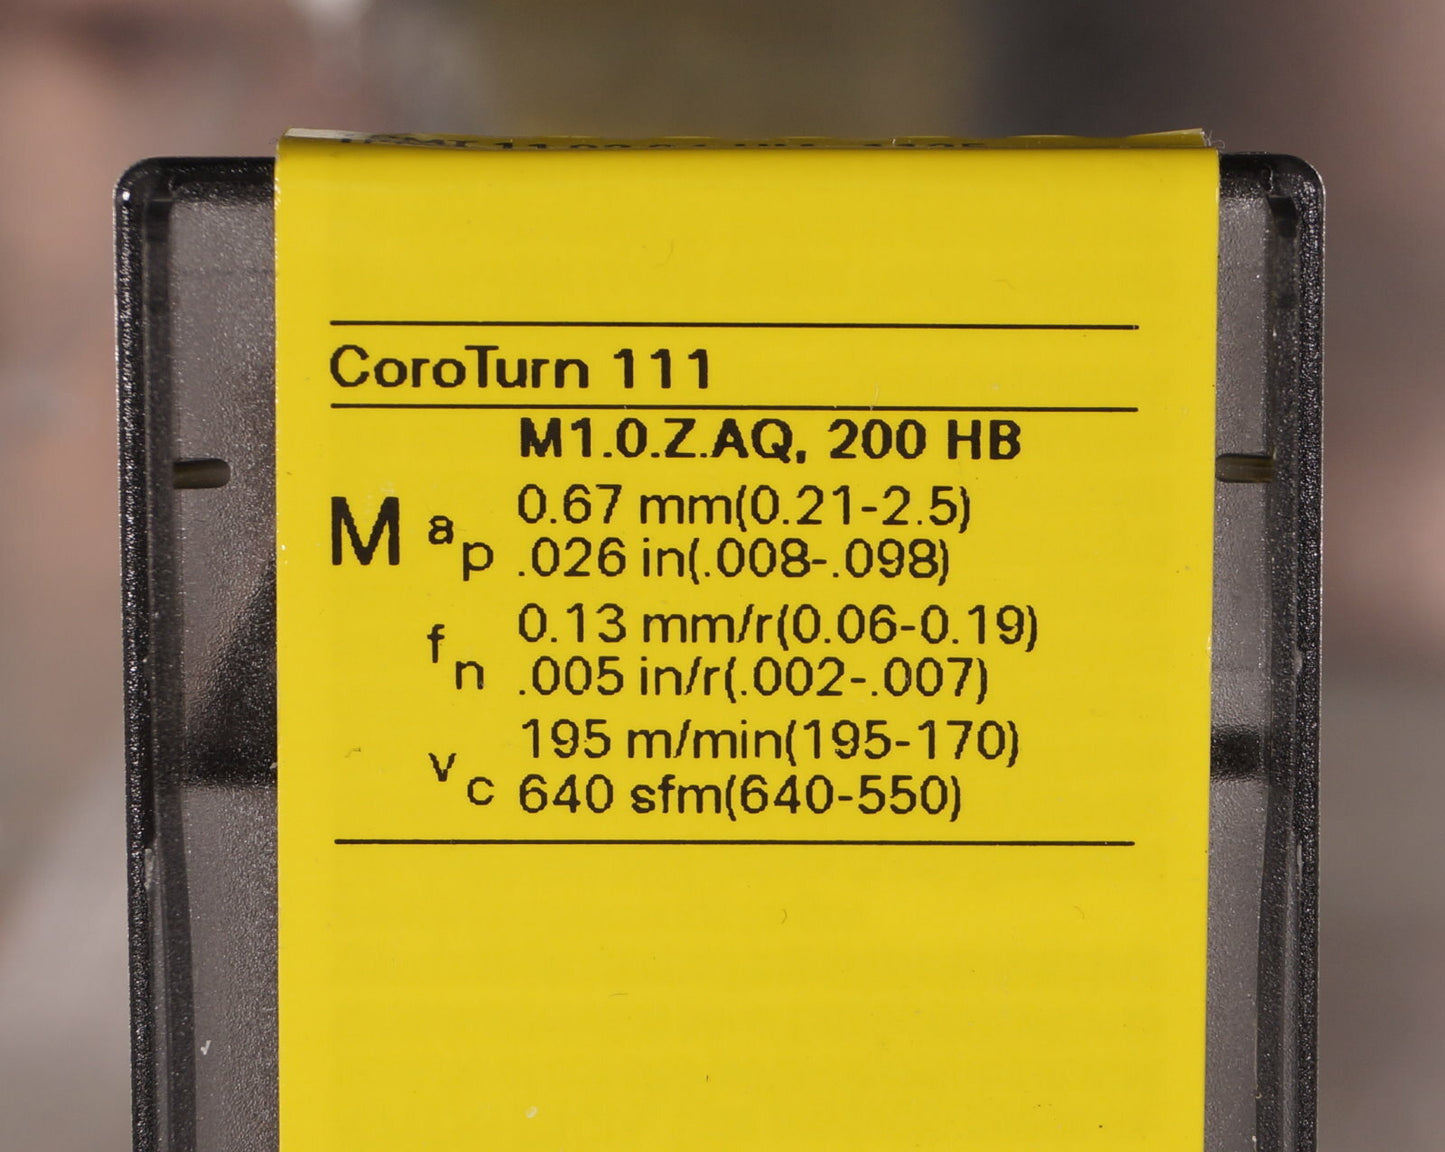 CoroTurn 111
M1.0.Z.AQ, 200 HB
M ap 0.67 mm(0.21-2.5)
.026 in(.008-.098)
fn 0.13 mm/r(0.06-0.19)
.005 in/r(.002-.007)
vc 195 m/min(195-170)
640 sfm(640-550)